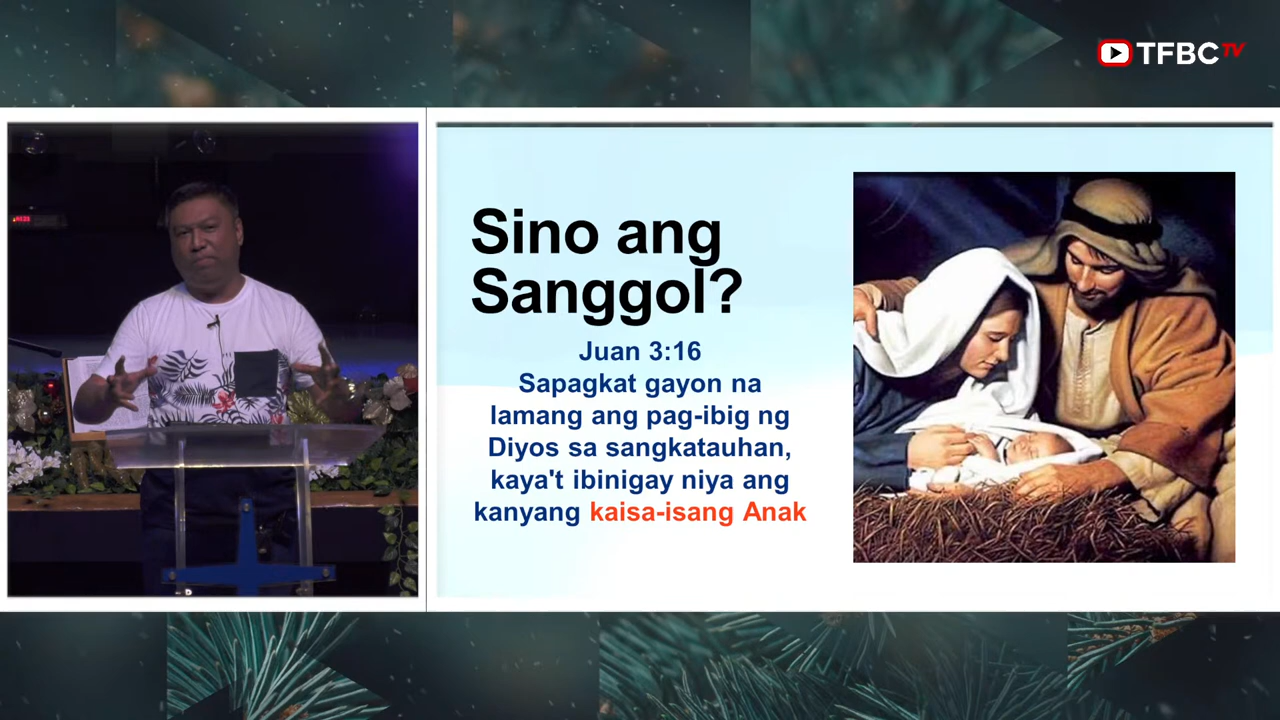 TFBC TV
Sino ang
Sanggol?
Juan 3:16
Sapagkat gayon na
lamang ang pag-ibig ng
Diyos sa sangkatauhan,
kaya't ibinigay niya ang
kanyang kaisa-isang Anak